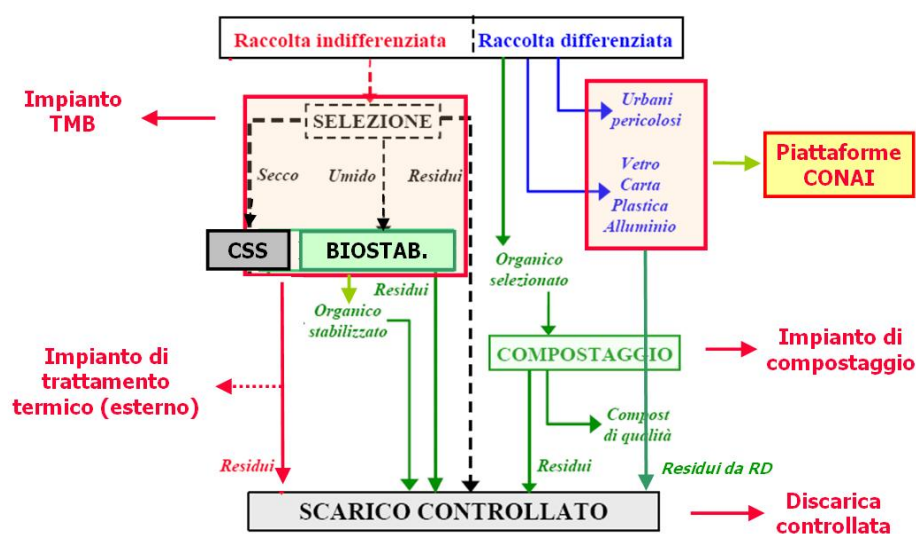 Raccolta indifferenziata
Raccolta differenziata
Impianto
TMB
SELEZIONE
Secco
Umido
Residui
Urbani
pericolosi
Vetro
Carta
Plastica
Alluminio
Piattaforme
CONAI
CSS
BIOSTAB.
Organico
selezionato
Residui
Organico
stabilizzato
COMPOSTAGGIO
Impianto di
compostaggio
Impianto di
trattamento
termico (esterno)
Compost
di qualità
Residui
Residui
Residui da RD
SCARICO CONTROLLATO
Discarica
controllata